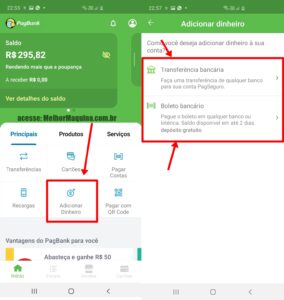 22:55
PagBank
Saldo
R$ 295,82
Rendendo mais que a poupança
A receber R$ 0,00
Ver detalhes do saldo
acesse: MelhorMaquina.com.br
Principais
Produtos
Serviços
Transferências
Cartões
Pagar
Contas
Recargas
Adicionar
Dinheiro
Pagar com
QR Code
Vantagens do PagBank para você
Abasteça e ganhe R$ 50
22:57
Adicionar dinheiro
Como você deseja adicionar dinheiro à sua
conta?
Transferência bancária
Faça uma transferência de qualquer banco
para sua conta PagSeguro.
Boleto bancário
Pague o boleto em qualquer banco ou
lotérica. Saldo disponível em até 2 dias.
depósito gratuito